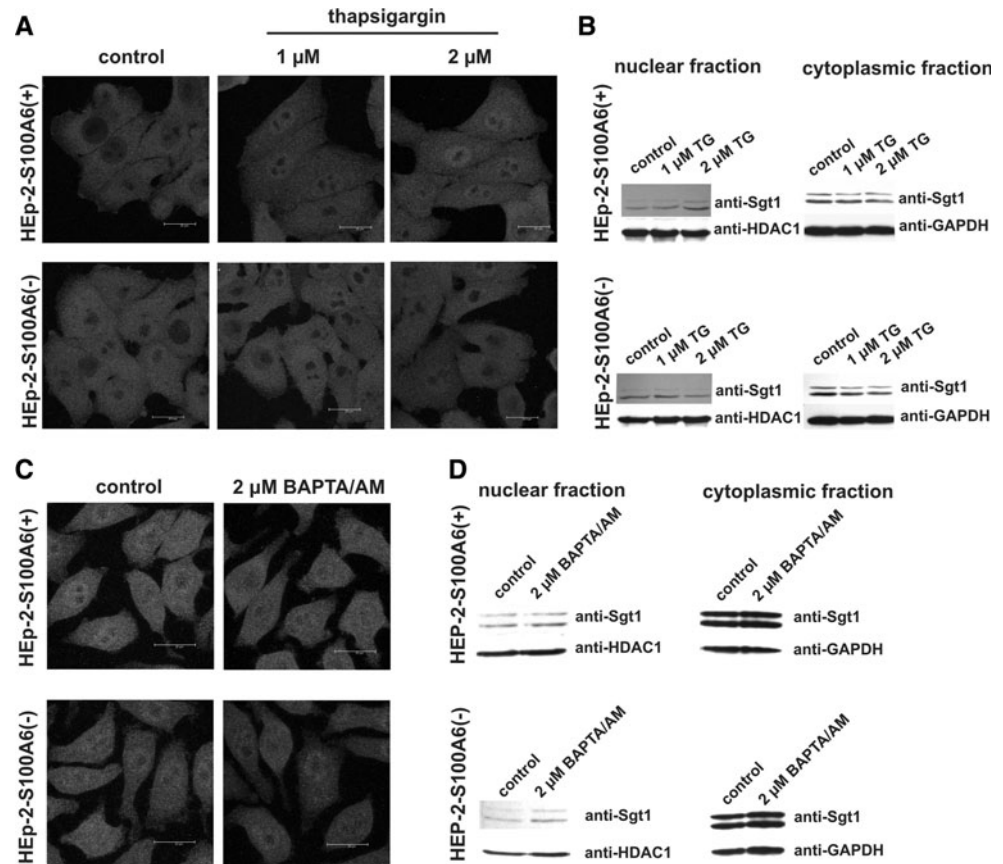 A
thapsigargin
control
1 µM
2 µM
HEp-2-S100A6(+)
HEp-2-S100A6(-)
B
nuclear fraction
cytoplasmic fraction
HEp-2-S100A6(+)
control
1 µM TG
2 µM TG
control
1 µM TG
2 µM TG
anti-Sgt1
anti-Sgt1
anti-HDAC1
anti-GAPDH
HEp-2-S100A6(-)
control
1 µM TG
2 µM TG
control
1 µM TG
2 µM TG
anti-Sgt1
anti-Sgt1
anti-HDAC1
anti-GAPDH
C
control
2 µM BAPTA/AM
HEp-2-S100A6(+)
HEp-2-S100A6(-)
D
nuclear fraction
cytoplasmic fraction
HEP-2-S100A6(+)
control
2 µM BAPTA/AM
control
2 µM BAPTA/AM
anti-Sgt1
anti-Sgt1
anti-HDAC1
anti-GAPDH
HEP-2-S100A6(-)
control
2 µM BAPTA/AM
control
2 µM BAPTA/AM
anti-Sgt1
anti-Sgt1
anti-HDAC1
anti-GAPDH